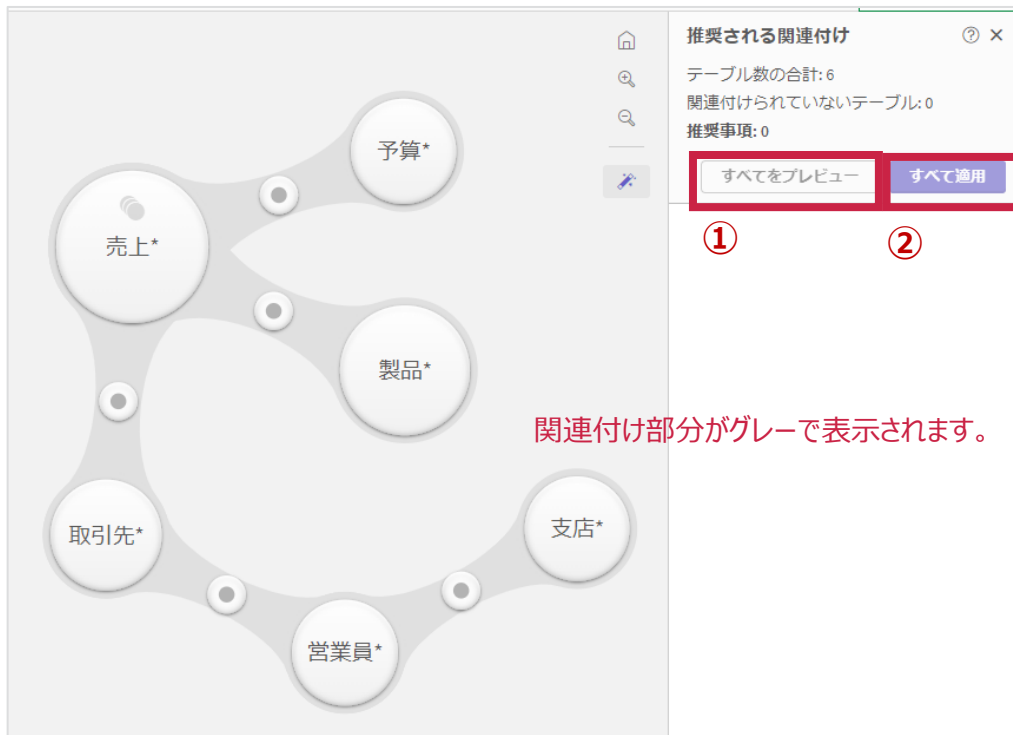 推奨される関連付け
テーブル数の合計: 6
関連付けられていないテーブル: 0
推奨事項: 0
すべてをプレビュー
すべて適用
①
②
予算*
売上*
製品*
関連付け部分がグレーで表示されます。
取引先*
支店*
営業員*